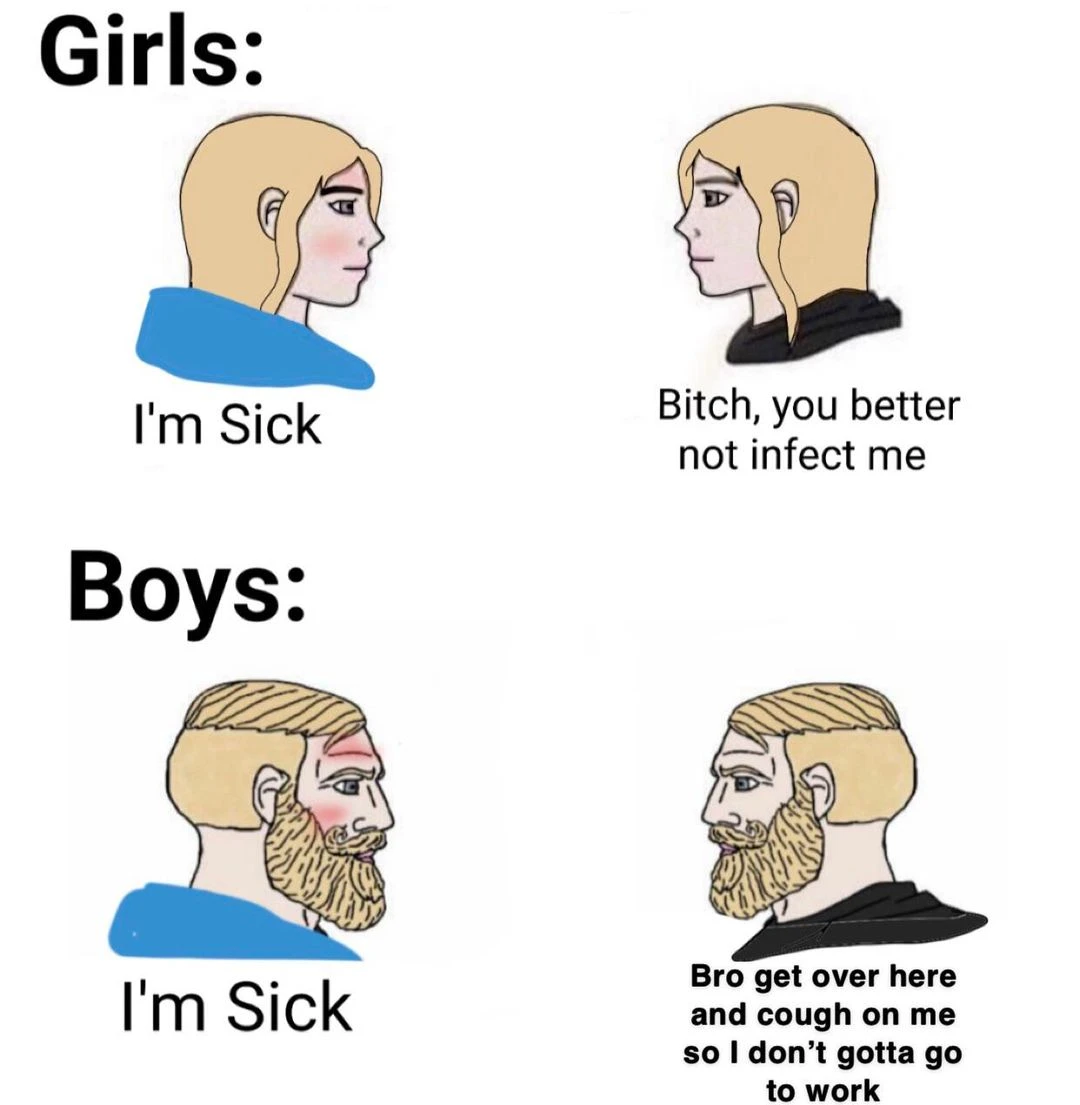 Girls:
I'm Sick
Bitch, you better
not infect me
Boys:
I'm Sick
Bro get over here
and cough on me
so I don’t gotta go
to work